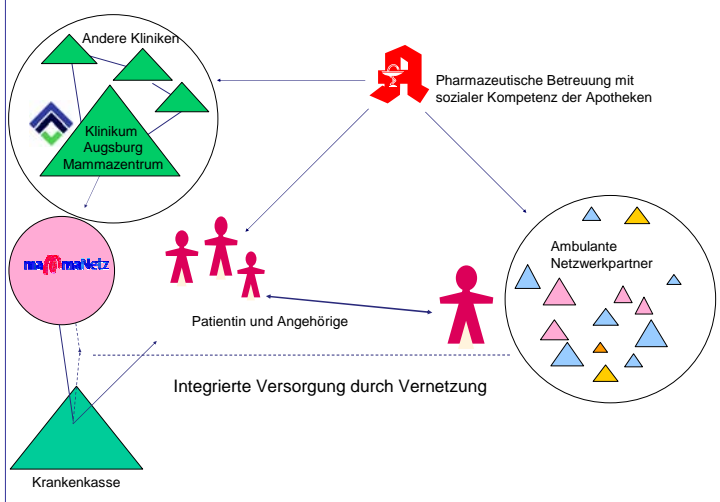 Andere Kliniken
Pharmazeutische Betreuung mit
sozialer Kompetenz der Apotheken
Klinikum
Augsburg
Mammazentrum
mammaNetz
Ambulante
Netzwerkpartner
Patientin und Angehörige
Integrierte Versorgung durch Vernetzung
Krankenkasse